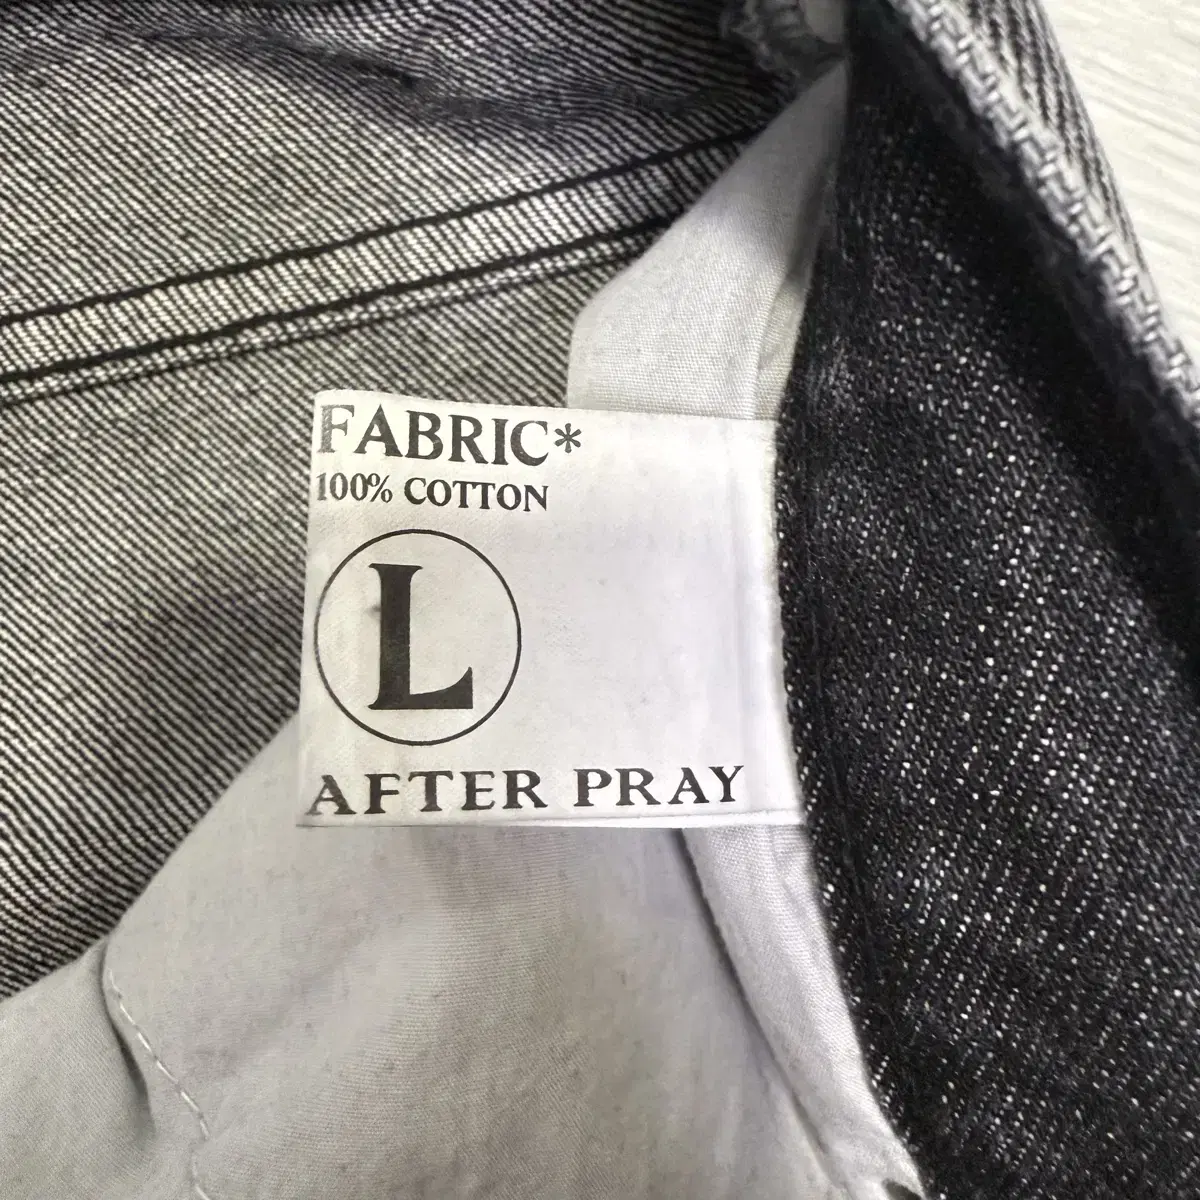 FABRIC*
100% COTTON
L
AFTER PRAY